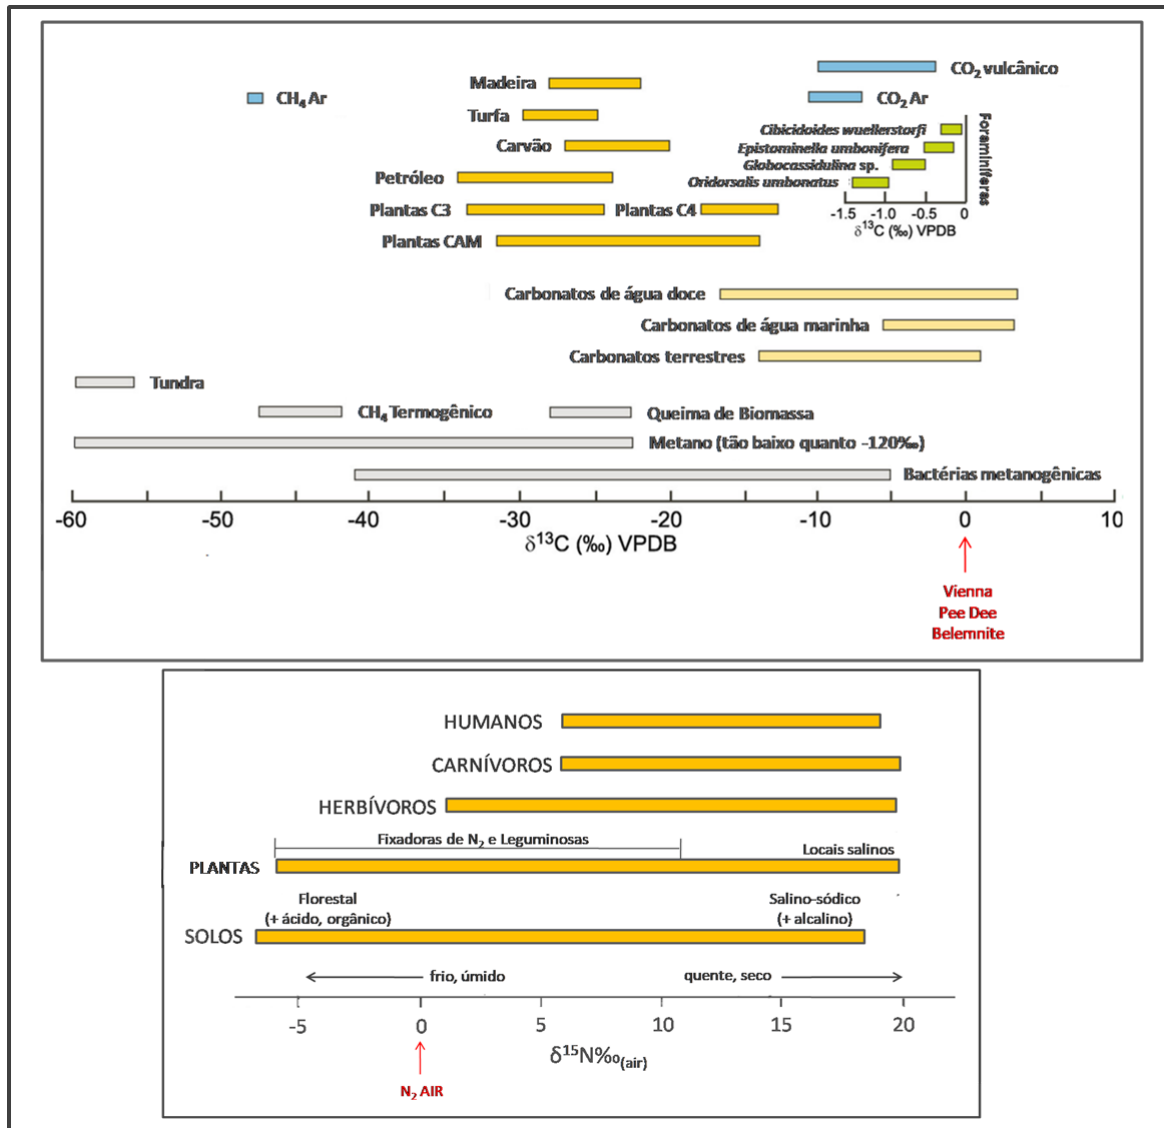 CO₂ vulcânico
Madeira
CH₄ Ar
CO₂ Ar
Turfa
Cibicidoides wuellerstorfi
Epistominella umbonifera
Globocassidulina sp.
Oridorsalis umbonatus
Foraminíferas
-1.5 -1.0 -0.5 0
δ¹³C (‰) VPDB
Carvão
Petróleo
Plantas C3
Plantas C4
Plantas CAM
Carbonatos de água doce
Carbonatos de água marinha
Carbonatos terrestres
Tundra
CH₄ Termogênico
Queima de Biomassa
Metano (tão baixo quanto -120‰)
Bactérias metanogênicas
-60 -50 -40 -30 -20 -10 0 10
δ¹³C (‰) VPDB
Vienna
Pee Dee
Belemnite
HUMANOS
CARNÍVOROS
HERBÍVOROS
Fixadoras de N₂ e Leguminosas
Locais salinos
PLANTAS
Florestal
(+ ácido, orgânico)
Salino-sódico
(+ alcalino)
SOLOS
frio, úmido
quente, seco
-5 0 5 10 15 20
δ¹⁵N‰(air)
N₂ AIR